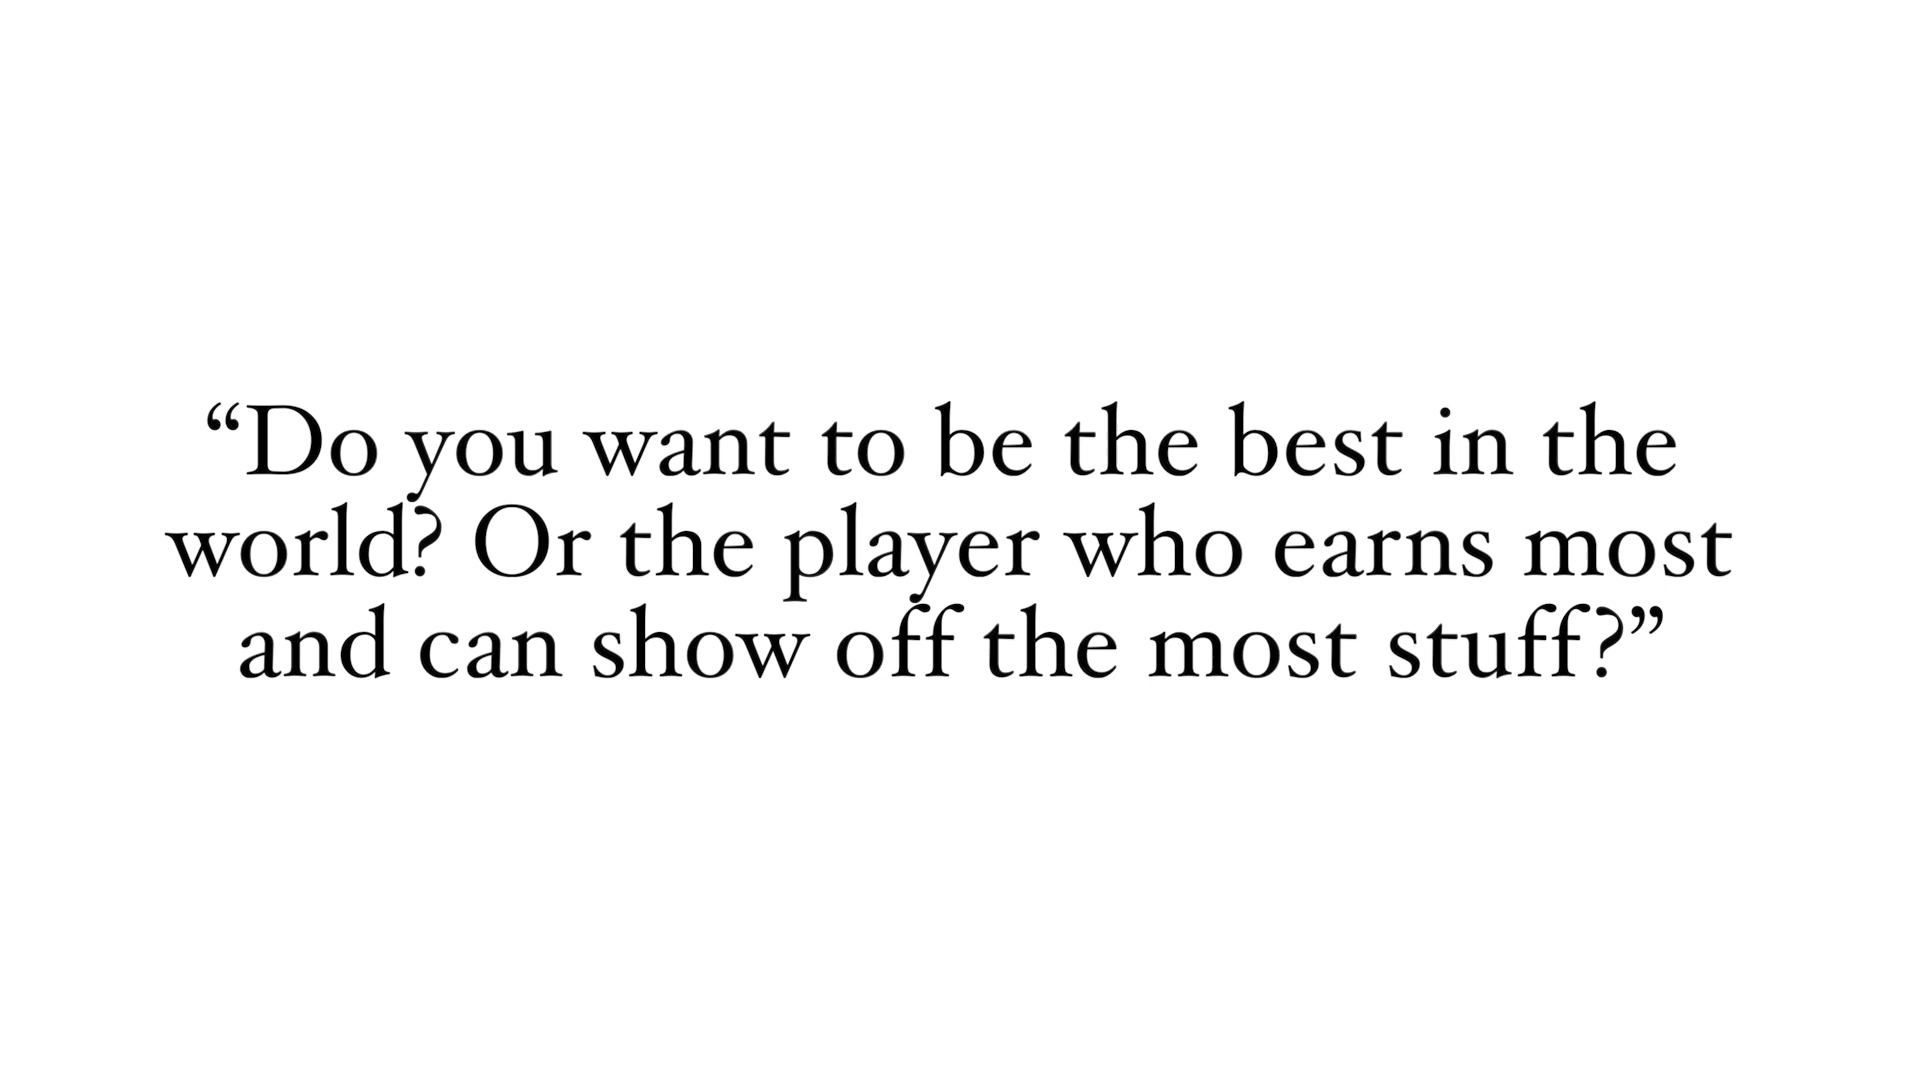 “Do you want to be the best in the
world? Or the player who earns most
and can show off the most stuff?”